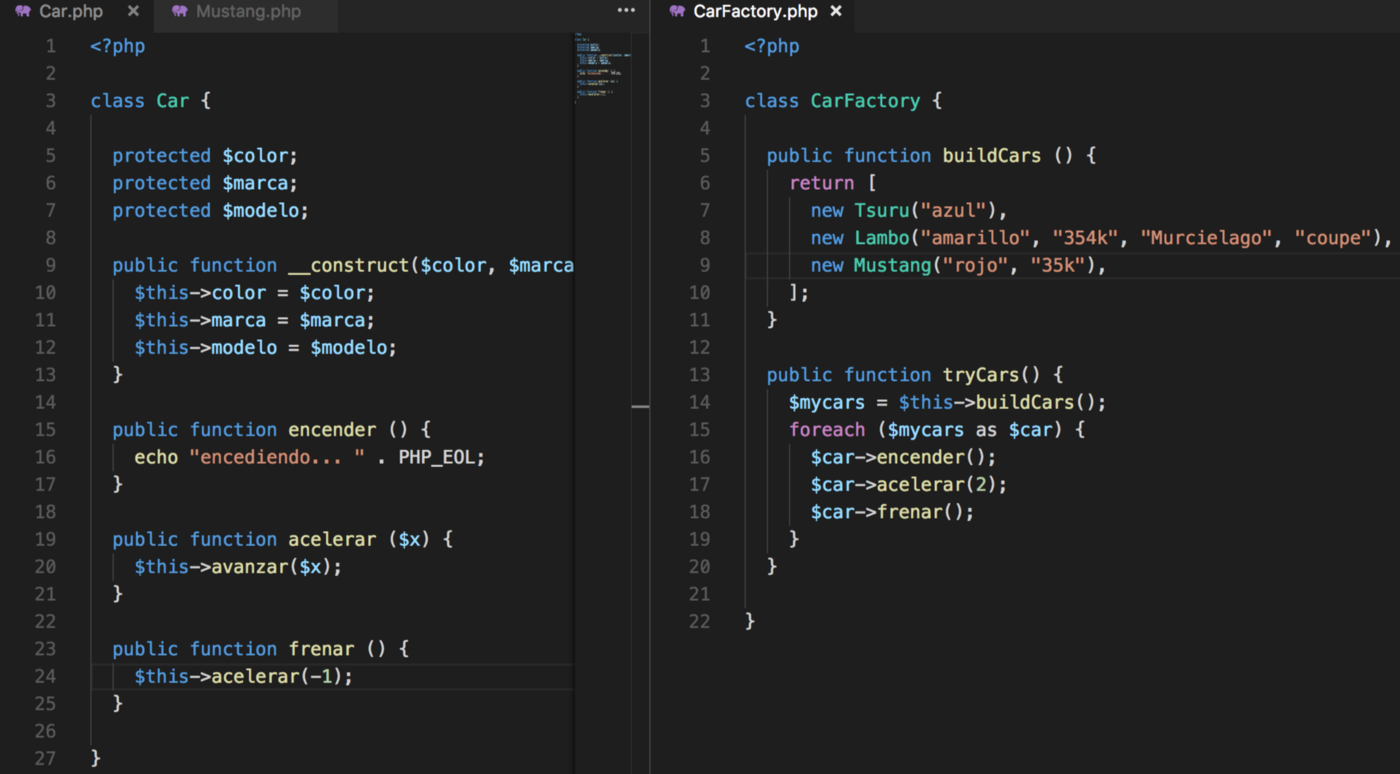 Car.php ×
Mustang.php
1 <?php
2
3 class Car {
4
5 protected $color;
6 protected $marca;
7 protected $modelo;
8
9 public function __construct($color, $marca
10 $this->color = $color;
11 $this->marca = $marca;
12 $this->modelo = $modelo;
13 }
14
15 public function encender () {
16 echo "encediendo... " . PHP_EOL;
17 }
18
19 public function acelerar ($x) {
20 $this->avanzar($x);
21 }
22
23 public function frenar () {
24 $this->acelerar(-1);
25 }
26
27 }
CarFactory.php ×
1 <?php
2
3 class CarFactory {
4
5 public function buildCars () {
6 return [
7 new Tsuru("azul"),
8 new Lambo("amarillo", "354k", "Murcielago", "coupe"),
9 new Mustang("rojo", "35k"),
10 ];
11 }
12
13 public function tryCars() {
14 $mycars = $this->buildCars();
15 foreach ($mycars as $car) {
16 $car->encender();
17 $car->acelerar(2);
18 $car->frenar();
19 }
20 }
21
22 }